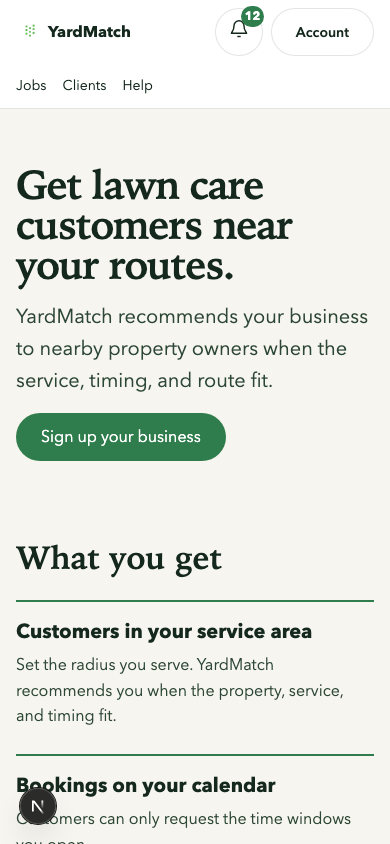 YardMatch
12
Account
Jobs Clients Help
Get lawn care
customers near
your routes.
YardMatch recommends your business
to nearby property owners when the
service, timing, and route fit.
Sign up your business
What you get
Customers in your service area
Set the radius you serve. YardMatch
recommends you when the property, service,
and timing fit.
Bookings on your calendar
N
Customers can only request the time windows
you open